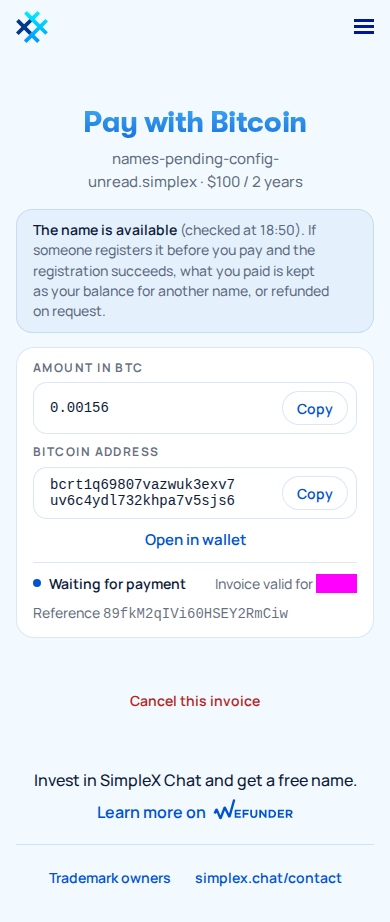 Pay with Bitcoin
names-pending-config-
unread.simplex · $100 / 2 years
The name is available (checked at 18:50). If
someone registers it before you pay and the
registration succeeds, what you paid is kept
as your balance for another name, or refunded
on request.
AMOUNT IN BTC
0.00156
Copy
BITCOIN ADDRESS
bcrt1q69807vazwuk3exv7
uv6c4ydl732khpa7v5sjs6
Copy
Open in wallet
Waiting for payment
Invoice valid for
Reference 89fkM2qIVi60HSEY2RmCiw
Cancel this invoice
Invest in SimpleX Chat and get a free name.
Learn more on WEFUNDER
Trademark owners
simplex.chat/contact